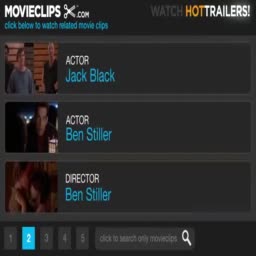 MOVIECLIPS .COM
WATCH HOTTRAILERS!
click below to watch related movie clips
ACTOR
Jack Black
ACTOR
Ben Stiller
DIRECTOR
Ben Stiller
1 2 3 4 5 click to search only movieclips